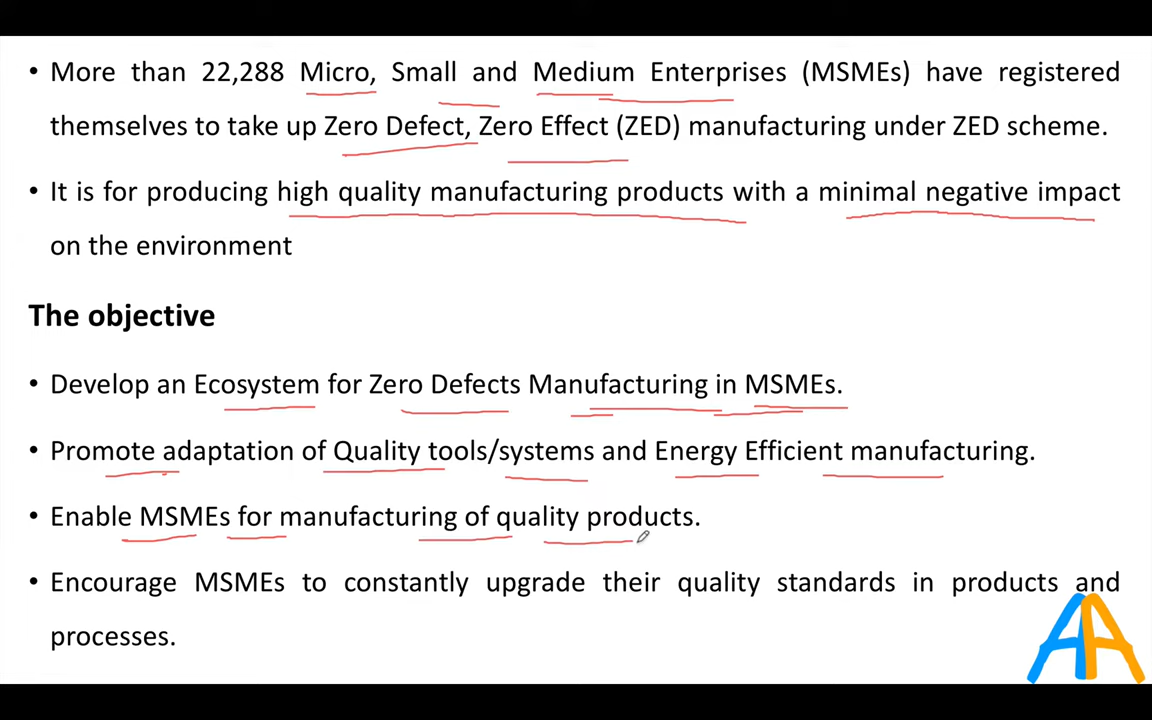 • More than 22,288 Micro, Small and Medium Enterprises (MSMEs) have registered
themselves to take up Zero Defect, Zero Effect (ZED) manufacturing under ZED scheme.
• It is for producing high quality manufacturing products with a minimal negative impact
on the environment
The objective
• Develop an Ecosystem for Zero Defects Manufacturing in MSMEs.
• Promote adaptation of Quality tools/systems and Energy Efficient manufacturing.
• Enable MSMEs for manufacturing of quality products.
• Encourage MSMEs to constantly upgrade their quality standards in products and
processes.
AA